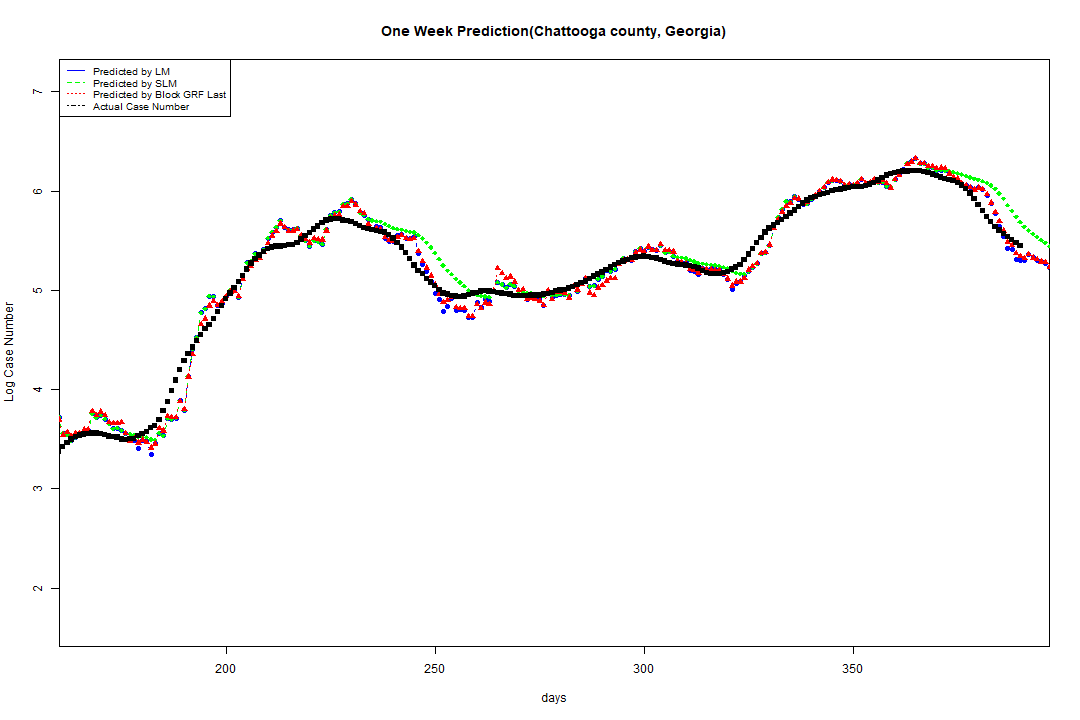 One Week Prediction(Chattooga county, Georgia)
Predicted by LM
Predicted by SLM
Predicted by Block GRF Last
Actual Case Number
7
6
5
4
3
2
Log Case Number
200
250
300
350
days